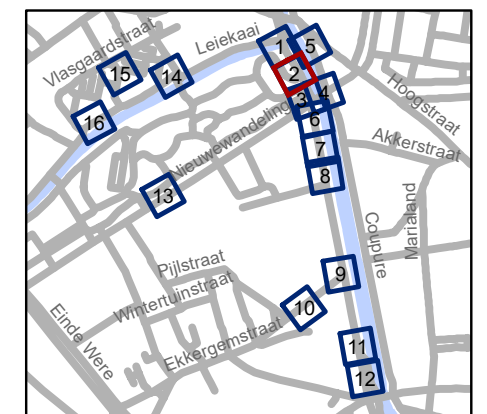 Vlasgaardstraat
Leiekaai
1
5
2
15
14
3
4
Hoogstraat
16
6
Nieuwewandeling
Akkerstraat
7
8
13
Marialand
Coupure
Pijlstraat
9
Wintertuinstraat
10
Einde Were
Ekkergemstraat
11
12